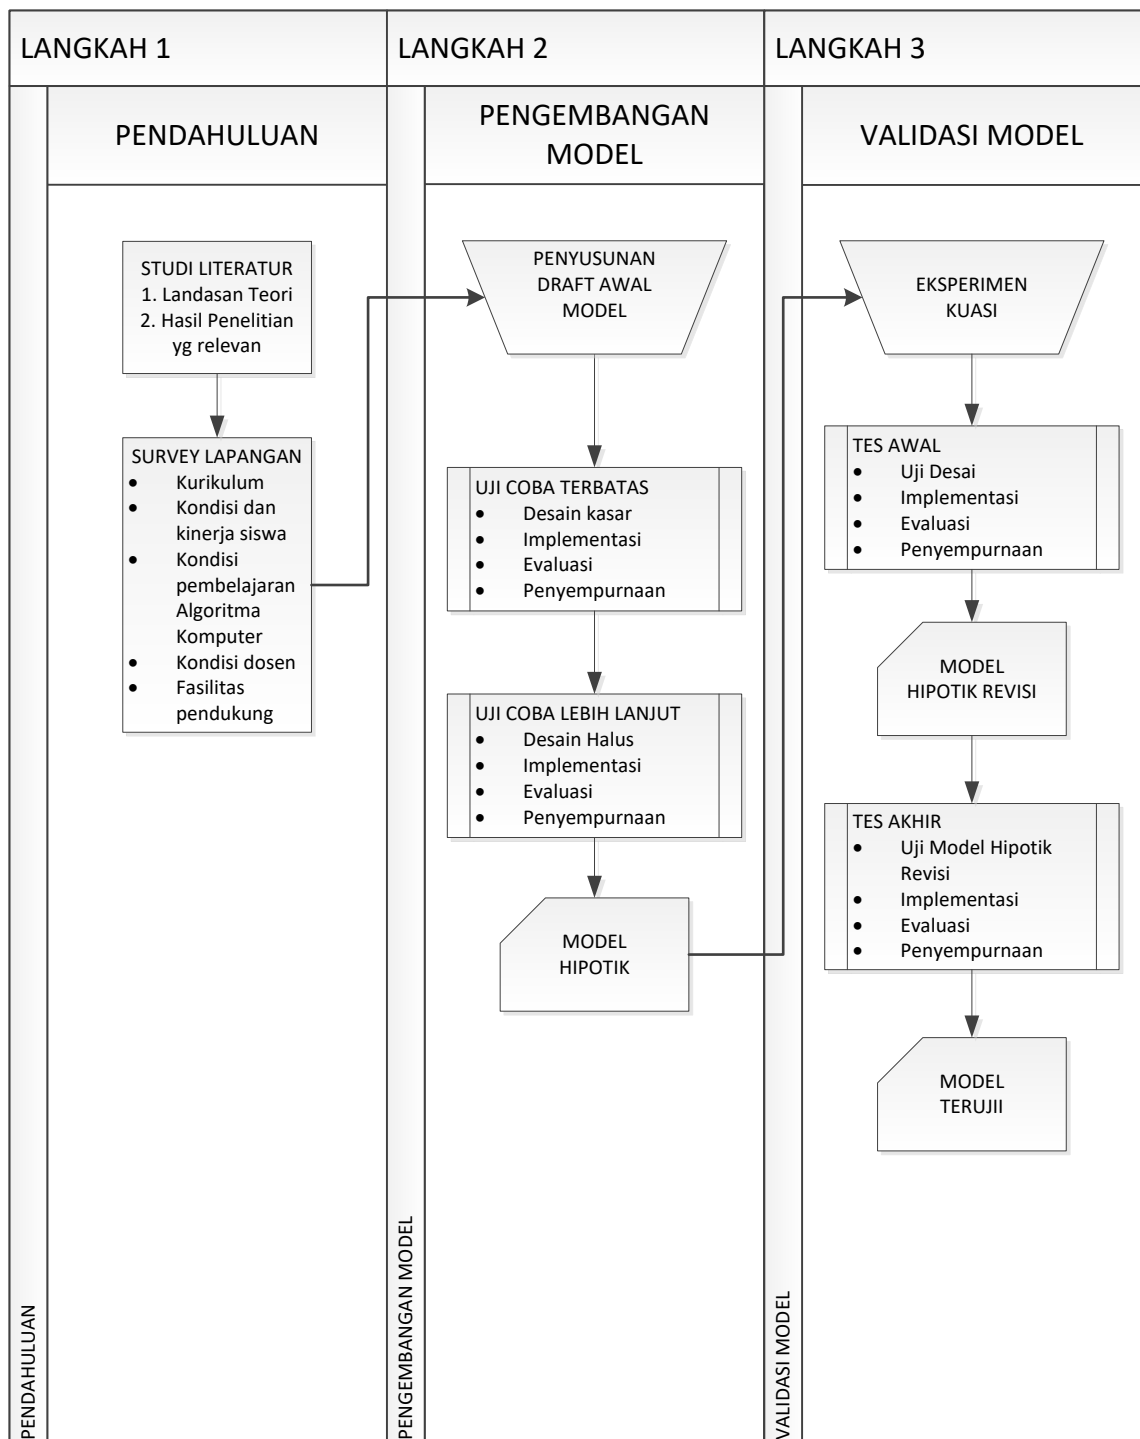 LANGKAH 1
PENDAHULUAN
STUDI LITERATUR
1. Landasan Teori
2. Hasil Penelitian
yg relevan
SURVEY LAPANGAN
• Kurikulum
• Kondisi dan
kinerja siswa
• Kondisi
pembelajaran
Algoritma
Komputer
• Kondisi dosen
• Fasilitas
pendukung
PENDAHULUAN
LANGKAH 2
PENGEMBANGAN
MODEL
PENYUSUNAN
DRAFT AWAL
MODEL
UJI COBA TERBATAS
• Desain kasar
• Implementasi
• Evaluasi
• Penyempurnaan
UJI COBA LEBIH LANJUT
• Desain Halus
• Implementasi
• Evaluasi
• Penyempurnaan
MODEL
HIPOTIK
PENGEMBANGAN MODEL
LANGKAH 3
VALIDASI MODEL
EKSPERIMEN
KUASI
TES AWAL
• Uji Desai
• Implementasi
• Evaluasi
• Penyempurnaan
MODEL
HIPOTIK REVISI
TES AKHIR
• Uji Model Hipotik
Revisi
• Implementasi
• Evaluasi
• Penyempurnaan
MODEL
TERUJII
VALIDASI MODEL